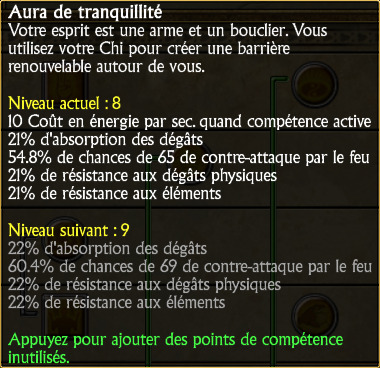 Aura de tranquillité
Votre esprit est une arme et un bouclier. Vous
utilisez votre Chi pour créer une barrière
renouvelable autour de vous.
Niveau actuel : 8
10 Coût en énergie par sec. quand compétence active
21% d'absorption des dégâts
54.8% de chances de 65 de contre-attaque par le feu
21% de résistance aux dégâts physiques
21% de résistance aux éléments
Niveau suivant : 9
22% d'absorption des dégâts
60.4% de chances de 69 de contre-attaque par le feu
22% de résistance aux dégâts physiques
22% de résistance aux éléments
Appuyez pour ajouter des points de compétence
inutilisés.